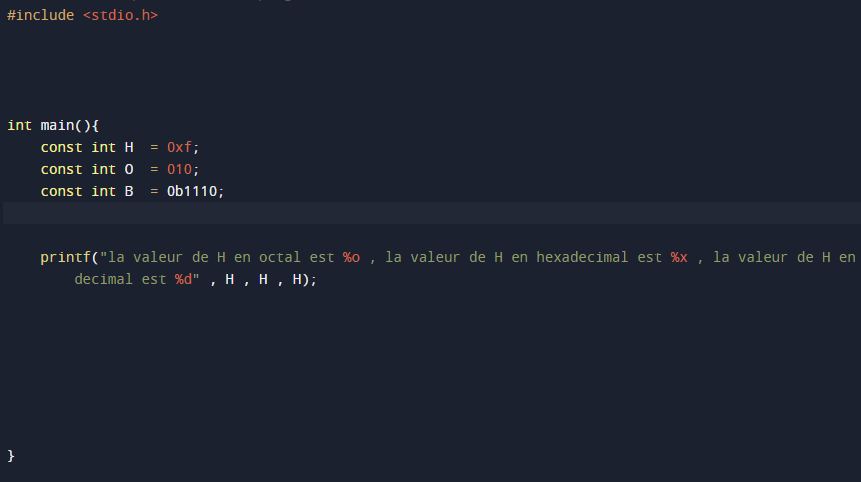 #include <stdio.h>
int main(){
    const int H  = 0xf;
    const int O  = 010;
    const int B  = 0b1110;
    printf("la valeur de H en octal est %o , la valeur de H en hexadecimal est %x , la valeur de H en
        decimal est %d" , H , H , H);
}